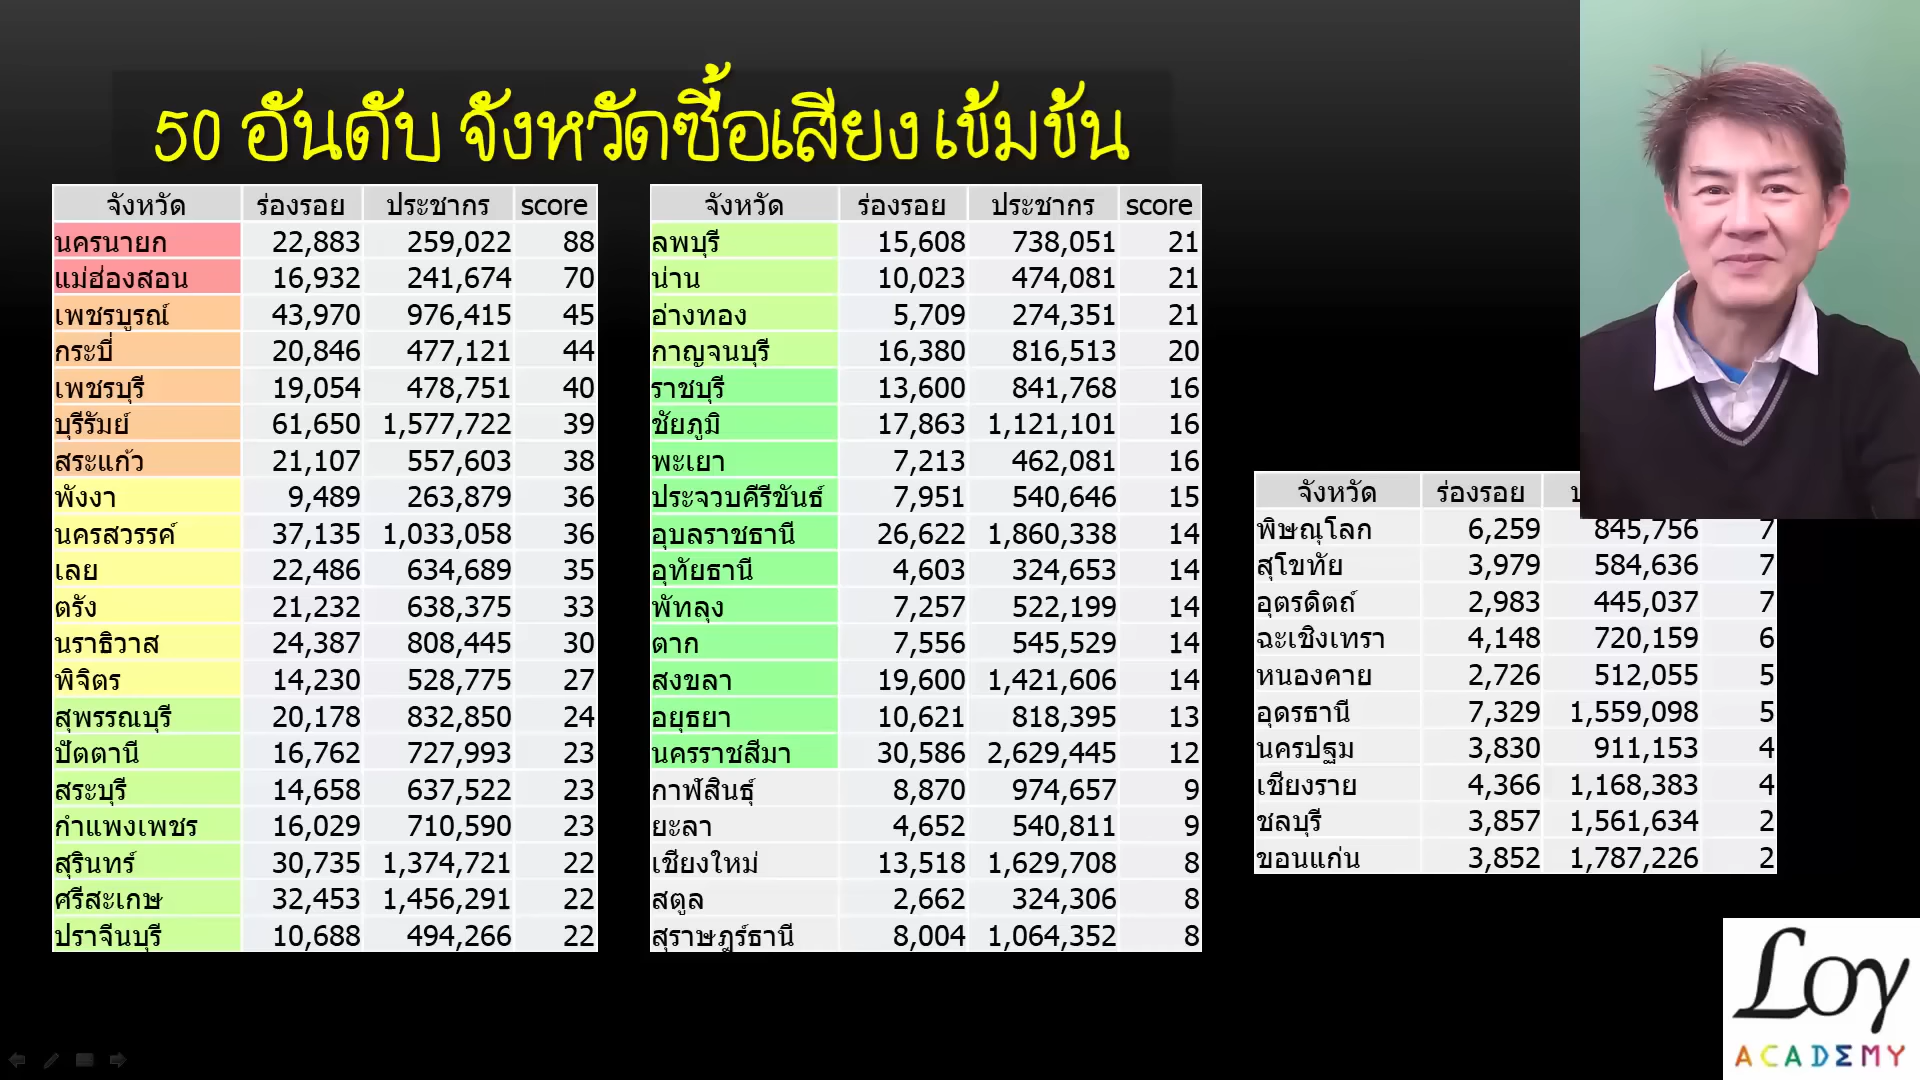 50 อันดับ จังหวัดซื้อเสียง เข้มข้น
จังหวัด ร่องรอย ประชากร score
นครนายก 22,883 259,022 88
แม่ฮ่องสอน 16,932 241,674 70
เพชรบูรณ์ 43,970 976,415 45
กระบี่ 20,846 477,121 44
เพชรบุรี 19,054 478,751 40
บุรีรัมย์ 61,650 1,577,722 39
สระแก้ว 21,107 557,603 38
พังงา 9,489 263,879 36
นครสวรรค์ 37,135 1,033,058 36
เลย 22,486 634,689 35
ตรัง 21,232 638,375 33
นราธิวาส 24,387 808,445 30
พิจิตร 14,230 528,775 27
สุพรรณบุรี 20,178 832,850 24
ปัตตานี 16,762 727,993 23
สระบุรี 14,658 637,522 23
กำแพงเพชร 16,029 710,590 23
สุรินทร์ 30,735 1,374,721 22
ศรีสะเกษ 32,453 1,456,291 22
ปราจีนบุรี 10,688 494,266 22
จังหวัด ร่องรอย ประชากร score
ลพบุรี 15,608 738,051 21
น่าน 10,023 474,081 21
อ่างทอง 5,709 274,351 21
กาญจนบุรี 16,380 816,513 20
ราชบุรี 13,600 841,768 16
ชัยภูมิ 17,863 1,121,101 16
พะเยา 7,213 462,081 16
ประจวบคีรีขันธ์ 7,951 540,646 15
อุบลราชธานี 26,622 1,860,338 14
อุทัยธานี 4,603 324,653 14
พัทลุง 7,257 522,199 14
ตาก 7,556 545,529 14
สงขลา 19,600 1,421,606 14
อยุธยา 10,621 818,395 13
นครราชสีมา 30,586 2,629,445 12
กาฬสินธุ์ 8,870 974,657 9
ยะลา 4,652 540,811 9
เชียงใหม่ 13,518 1,629,708 8
สตูล 2,662 324,306 8
สุราษฎร์ธานี 8,004 1,064,352 8
จังหวัด ร่องรอย
พิษณุโลก 6,259 845,756 7
สุโขทัย 3,979 584,636 7
อุตรดิตถ์ 2,983 445,037 7
ฉะเชิงเทรา 4,148 720,159 6
หนองคาย 2,726 512,055 5
อุดรธานี 7,329 1,559,098 5
นครปฐม 3,830 911,153 4
เชียงราย 4,366 1,168,383 4
ชลบุรี 3,857 1,561,634 2
ขอนแก่น 3,852 1,787,226 2
Loy
ACADEMY